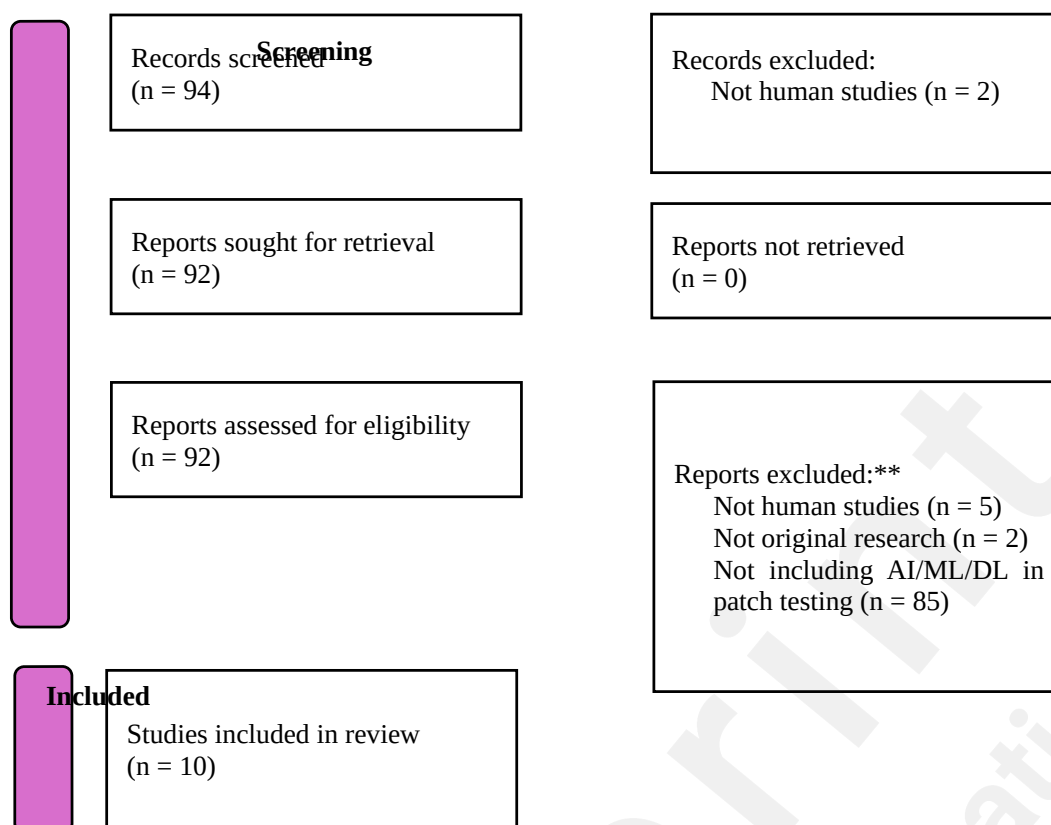 Screening
Records screened
(n = 94)
Records excluded:
Not human studies (n = 2)
Reports sought for retrieval
(n = 92)
Reports not retrieved
(n = 0)
Reports assessed for eligibility
(n = 92)
Reports excluded:**
Not human studies (n = 5)
Not original research (n = 2)
Not including AI/ML/DL in
patch testing (n = 85)
Included
Studies included in review
(n = 10)